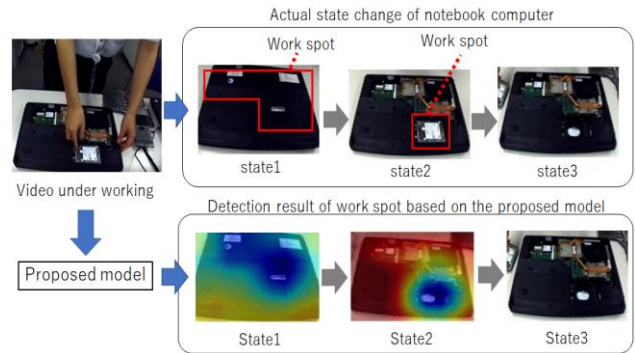 Actual state change of notebook computer
Work spot
Work spot
state1
state2
state3
Video under working
Detection result of work spot based on the proposed model
Proposed model
State1
State2
State3